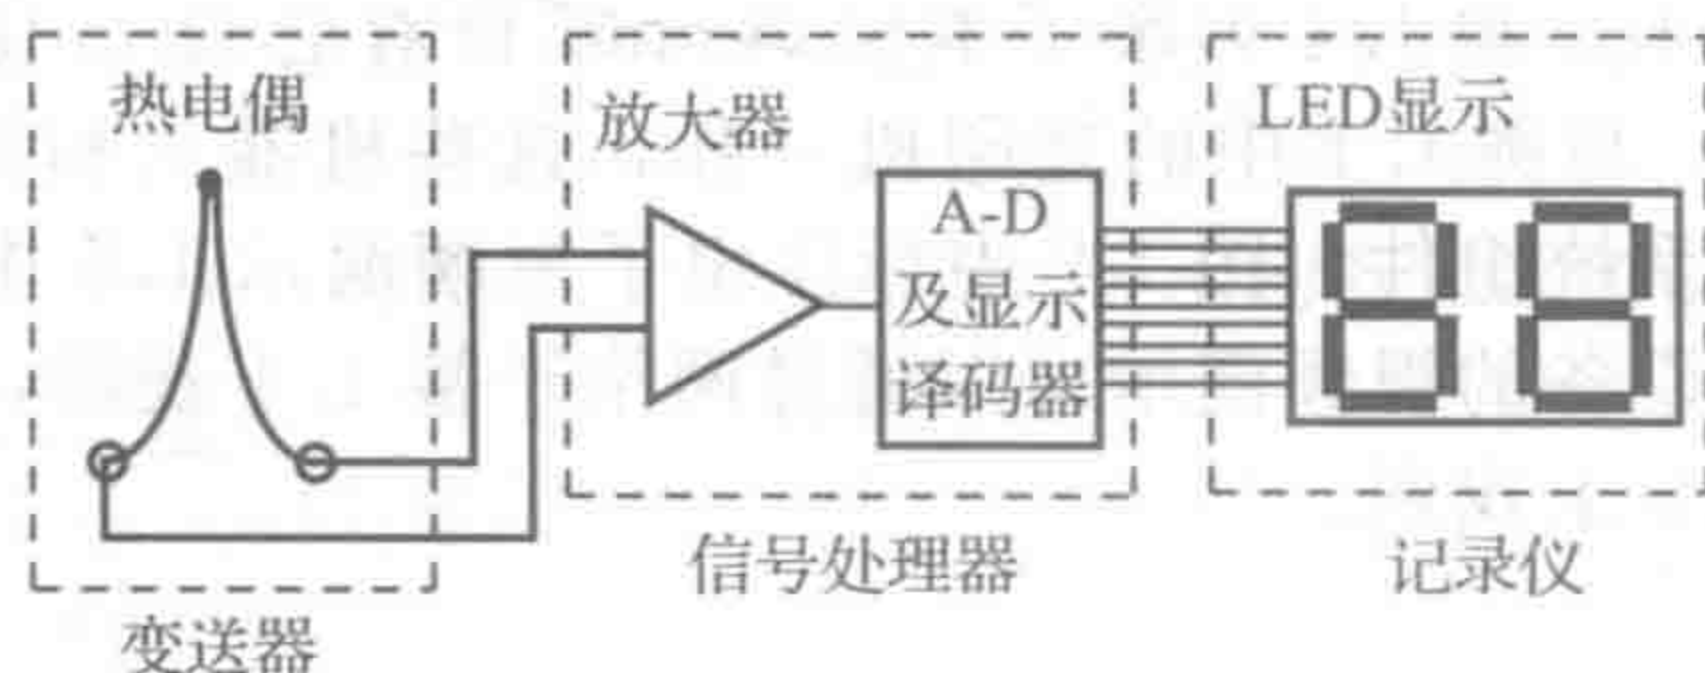 热电偶
放大器
LED显示
A-D
及显示
译码器
信号处理器
记录仪
变送器